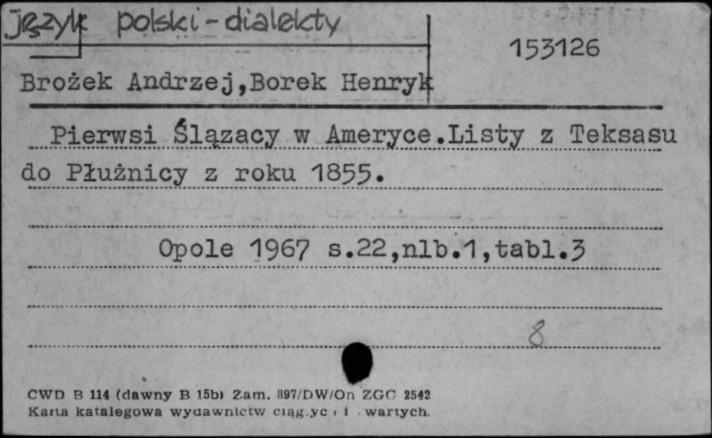 język polski - dialekty
153126
Brożek Andrzej,Borek Henryk
Pierwsi Ślązacy w Ameryce.Listy z Teksasu
do Płużnicy z roku 1855.
Opole 1967 s.22,nlb.1,tabl.3
8
CWD B 114 (dawny B 15b) Zam. 897/DW/On ZGC 2542
Karta katalogowa wydawnictw ciąg.yc i i wartych.